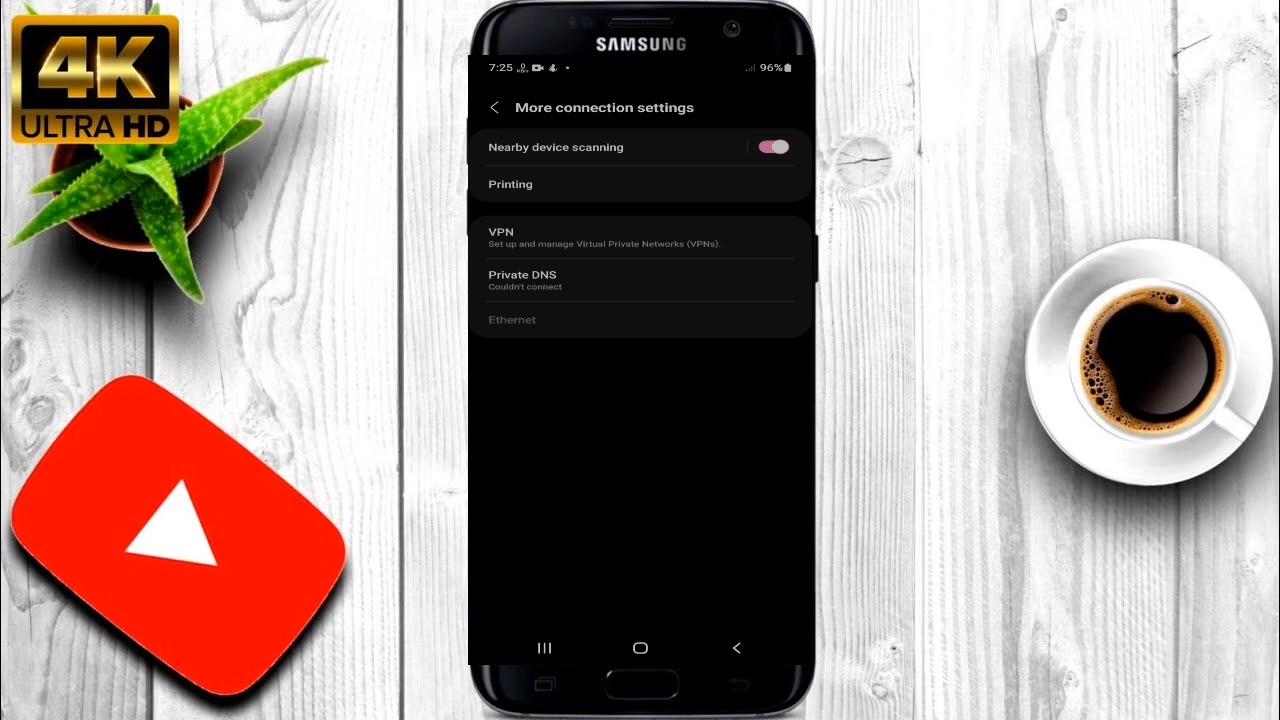 4K
ULTRA HD
SAMSUNG
7:25
96%
More connection settings
Nearby device scanning
Printing
VPN
Set up and manage Virtual Private Networks (VPNs).
Private DNS
Couldn't connect
Ethernet